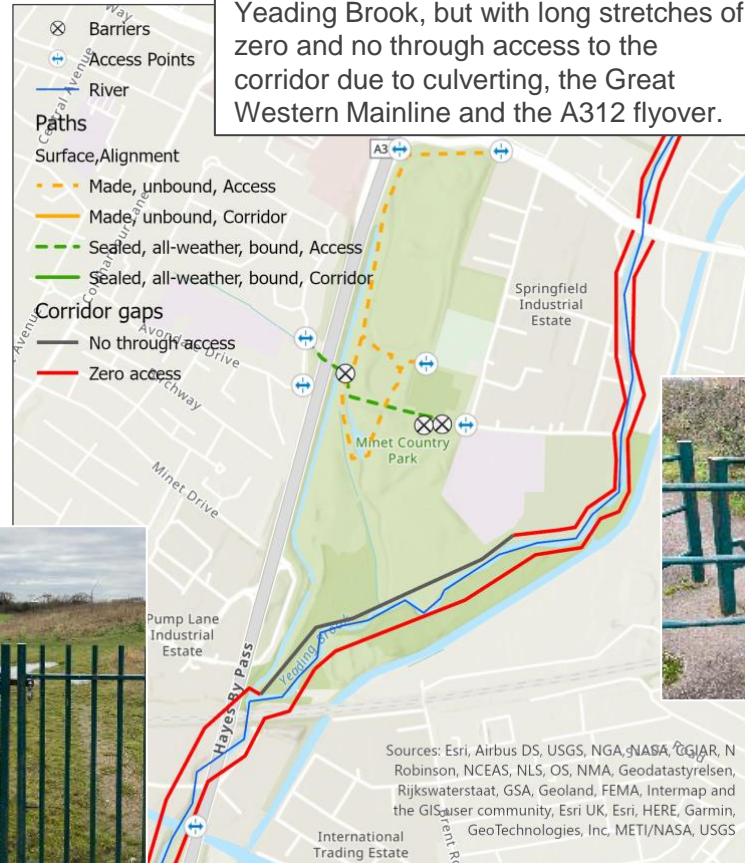 Yeading Brook, but with long stretches of
zero and no through access to the
corridor due to culverting, the Great
Western Mainline and the A312 flyover.
Barriers
Access Points
River
Paths
Surface,Alignment
Made, unbound, Access
Made, unbound, Corridor
Sealed, all-weather, bound, Access
Sealed, all-weather, bound, Corridor
Corridor gaps
No through access
Zero access
Way
Central Avenue
A3
Springfield
Industrial
Estate
Minet Drive
Minet Country
Park
Pump Lane
Industrial
Estate
Yeading Brook
Hayes By Pass
International
Trading Estate
Sources: Esri, Airbus DS, USGS, NGA, NASA, CGIAR, N
Robinson, NCEAS, NLS, OS, NMA, Geodatastyrelsen,
Rijkswaterstaat, GSA, Geoland, FEMA, Intermap and
the GIS user community, Esri UK, Esri, HERE, Garmin,
GeoTechnologies, Inc, METI/NASA, USGS